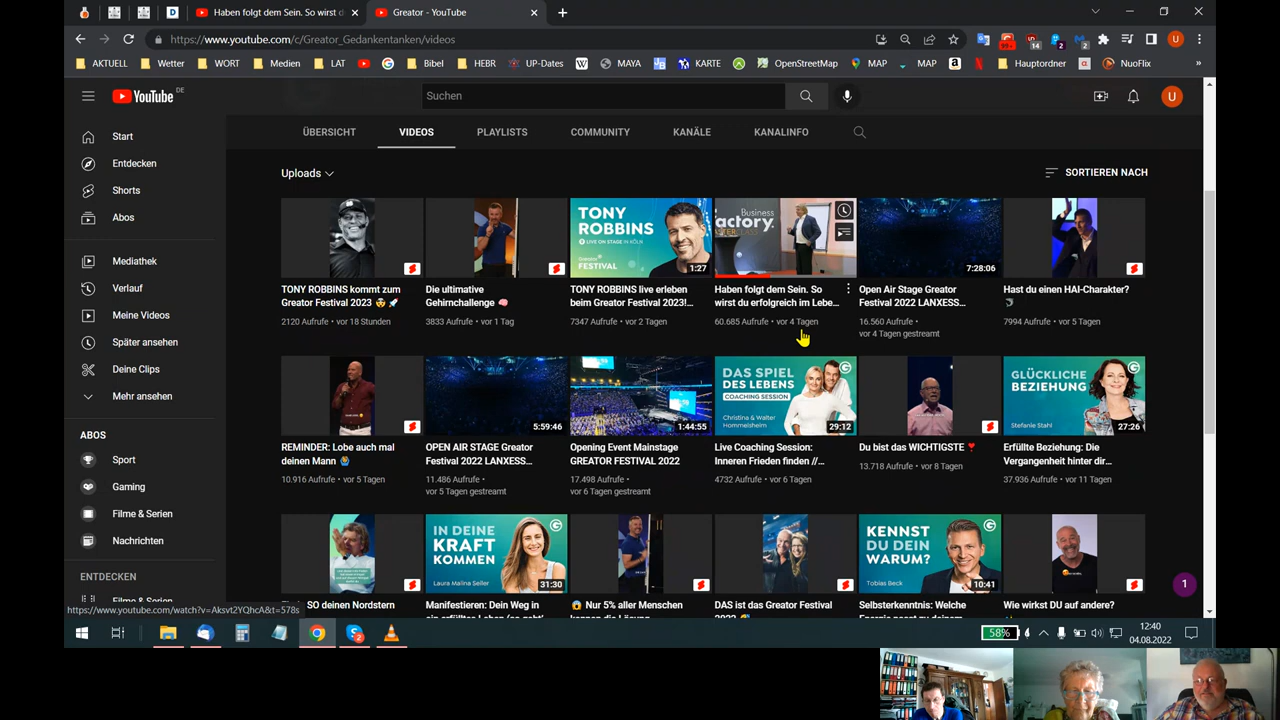 Haben folgt dem Sein. So wirst d
Greator - YouTube
https://www.youtube.com/c/Greator_Gedankentanken/videos
AKTUELL
Wetter
WORT
Medien
LAT
Bibel
HEBR
UP-Dates
MAYA
KARTE
OpenStreetMap
MAP
MAP
Hauptordner
NuoFlix
YouTube DE
Suchen
U
Start
Entdecken
Shorts
Abos
Mediathek
Verlauf
Meine Videos
Später ansehen
Deine Clips
Mehr ansehen
ABOS
Sport
Gaming
Filme & Serien
Nachrichten
ENTDECKEN
ÜBERSICHT
VIDEOS
PLAYLISTS
COMMUNITY
KANÄLE
KANALINFO
Uploads
SORTIEREN NACH
TONY ROBBINS kommt zum
Greator Festival 2023
2120 Aufrufe • vor 18 Stunden
Die ultimative
Gehirnchallenge
3833 Aufrufe • vor 1 Tag
TONY
ROBBINS
LIVE ON STAGE IN KÖLN
FESTIVAL
1:27
TONY ROBBINS live erleben
beim Greator Festival 2023!...
7347 Aufrufe • vor 2 Tagen
Business
actory.
Haben folgt dem Sein. So
wirst du erfolgreich im Lebe...
60.685 Aufrufe • vor 4 Tagen
7:28:06
Open Air Stage Greator
Festival 2022 LANXESS...
16.560 Aufrufe •
vor 4 Tagen gestreamt
Hast du einen HAI-Charakter?
7994 Aufrufe • vor 5 Tagen
REMINDER: Lobe auch mal
deinen Mann
10.916 Aufrufe • vor 5 Tagen
5:59:46
OPEN AIR STAGE Greator
Festival 2022 LANXESS...
11.486 Aufrufe •
vor 5 Tagen gestreamt
1:44:55
Opening Event Mainstage
GREATOR FESTIVAL 2022
17.498 Aufrufe •
vor 6 Tagen gestreamt
DAS SPIEL
DES LEBENS
COACHING SESSION
Christina & Walter
Hommelsheim
29:12
Live Coaching Session:
Inneren Frieden finden //...
4732 Aufrufe • vor 6 Tagen
Du bist das WICHTIGSTE
13.718 Aufrufe • vor 8 Tagen
GLÜCKLICHE
BEZIEHUNG
Stefanie Stahl
27:26
Erfüllte Beziehung: Die
Vergangenheit hinter dir...
37.936 Aufrufe • vor 11 Tagen
SO deinen Nordstern
IN DEINE
KRAFT
KOMMEN
Laura Malina Seiler
31:30
Manifestieren: Dein Weg in
Nur 5% aller Menschen
DAS ist das Greator Festival
KENNST
DU DEIN
WARUM?
Tobias Beck
10:41
Selbsterkenntnis: Welche
Wie wirkst DU auf andere?
1
https://www.youtube.com/watch?v=Aksvt2YQhcA&t=578s
58%
12:40
04.08.2022